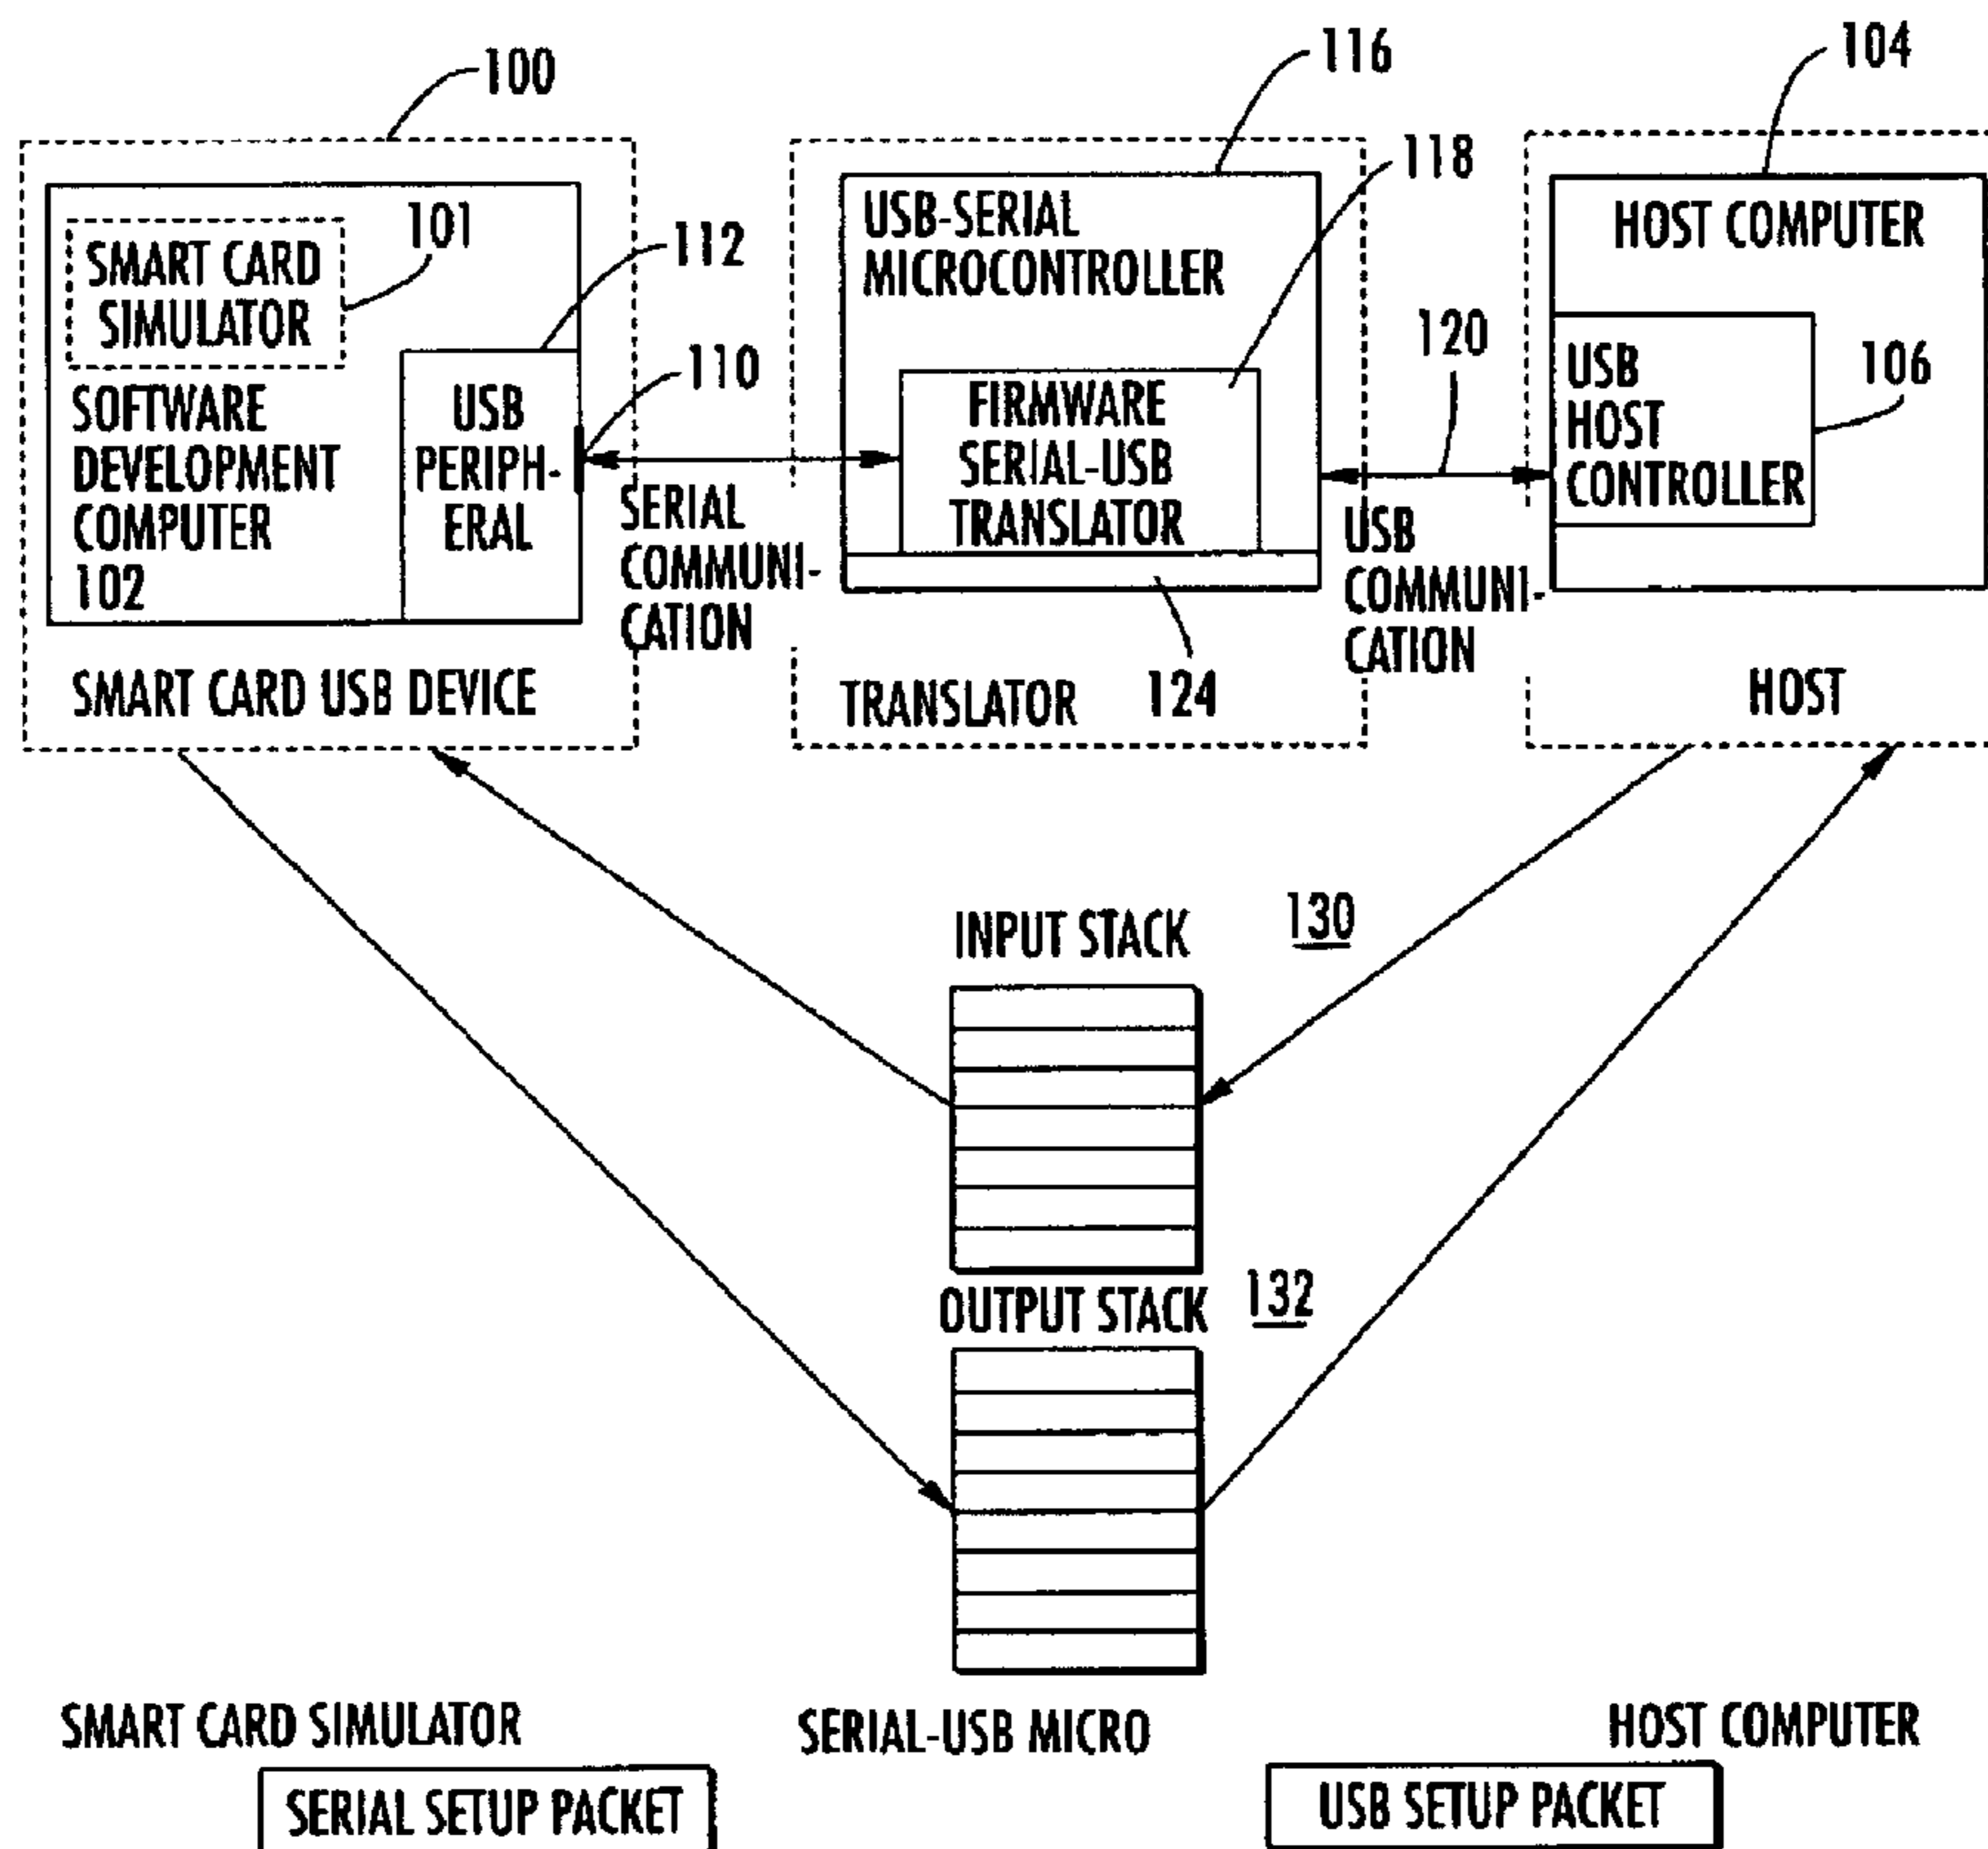 100
116
104
118
101
SMART CARD
SIMULATOR
112
110
SOFTWARE
DEVELOPMENT
COMPUTER
102
USB
PERIPH-
ERAL
SMART CARD USB DEVICE
SERIAL
COMMUNI-
CATION
USB-SERIAL
MICROCONTROLLER
FIRMWARE
SERIAL-USB
TRANSLATOR
TRANSLATOR
124
120
USB
COMMUNI-
CATION
HOST COMPUTER
USB
HOST
CONTROLLER
106
HOST
INPUT STACK
130
OUTPUT STACK
132
SMART CARD SIMULATOR
SERIAL-USB MICRO
HOST COMPUTER
SERIAL SETUP PACKET
USB SETUP PACKET